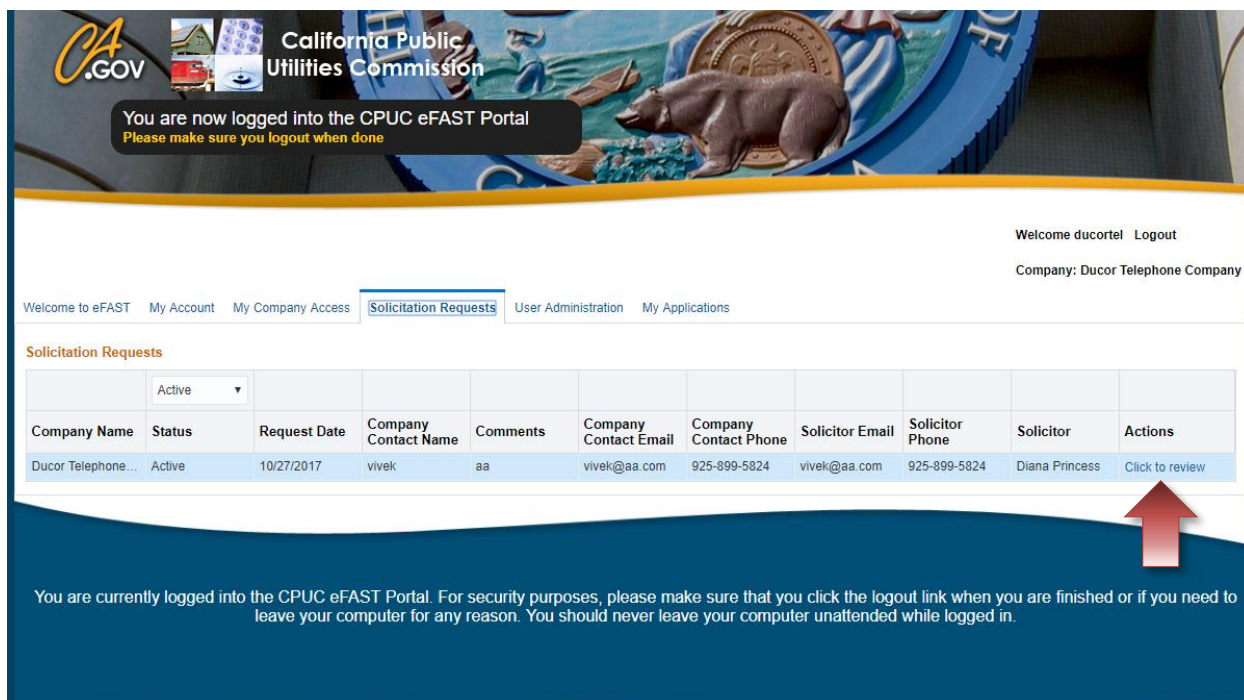 CA
.GOV
California Public
Utilities Commission
You are now logged into the CPUC eFAST Portal
Please make sure you logout when done
Welcome ducortel Logout
Company: Ducor Telephone Company
Welcome to eFAST My Account My Company Access Solicitation Requests User Administration My Applications
Solicitation Requests
Active
Company Name Status Request Date Company Contact Name Comments Company Contact Email Company Contact Phone Solicitor Email Solicitor Phone Solicitor Actions
Ducor Telephone... Active 10/27/2017 vivek aa vivek@aa.com 925-899-5824 vivek@aa.com 925-899-5824 Diana Princess Click to review
You are currently logged into the CPUC eFAST Portal. For security purposes, please make sure that you click the logout link when you are finished or if you need to
leave your computer for any reason. You should never leave your computer unattended while logged in.